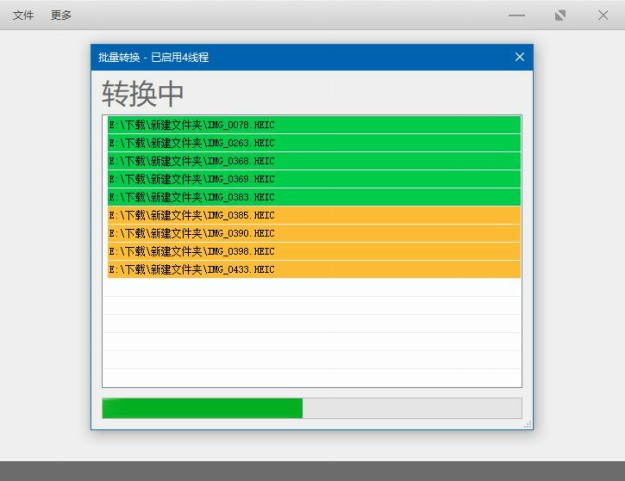 文件 更多
批量转换 - 已启用4线程
转换中
E:\下载\新建文件夹\IMG_0078.HEIC
E:\下载\新建文件夹\IMG_0263.HEIC
E:\下载\新建文件夹\IMG_0368.HEIC
E:\下载\新建文件夹\IMG_0369.HEIC
E:\下载\新建文件夹\IMG_0383.HEIC
E:\下载\新建文件夹\IMG_0385.HEIC
E:\下载\新建文件夹\IMG_0390.HEIC
E:\下载\新建文件夹\IMG_0398.HEIC
E:\下载\新建文件夹\IMG_0433.HEIC